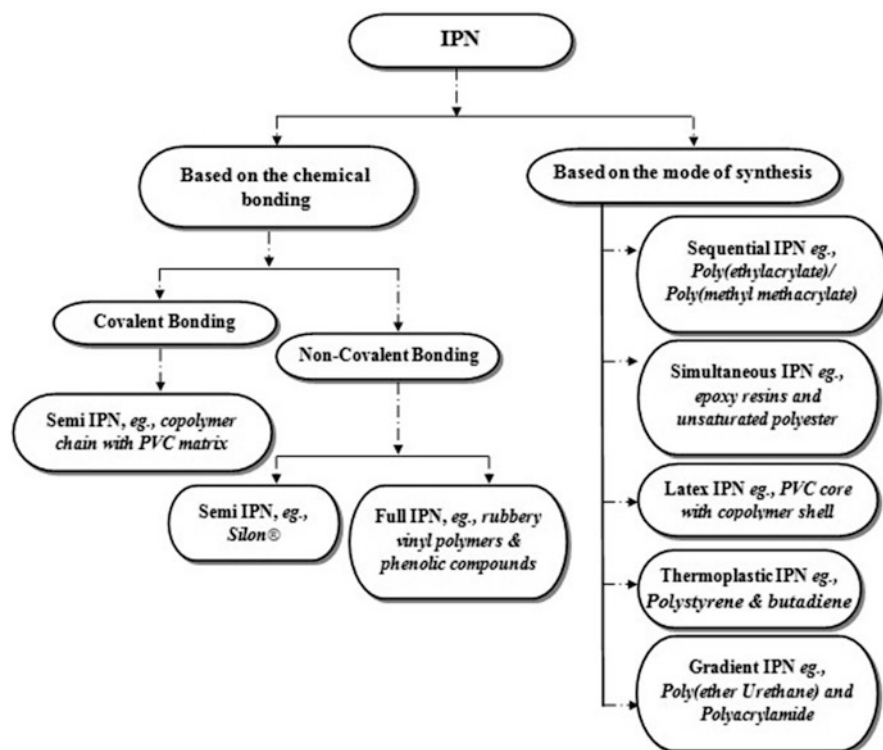 IPN
Based on the chemical
bonding
Based on the mode of synthesis
Covalent Bonding
Non-Covalent Bonding
Semi IPN, eg., copolymer
chain with PVC matrix
Semi IPN, eg.,
Silon®
Full IPN, eg., rubbery
vinyl polymers &
phenolic compounds
Sequential IPN eg.,
Poly(ethylacrylate)/
Poly(methyl methacrylate)
Simultaneous IPN eg.,
epoxy resins and
unsaturated polyester
Latex IPN eg., PVC core
with copolymer shell
Thermoplastic IPN eg.,
Polystyrene & butadiene
Gradient IPN eg.,
Poly(ether Urethane) and
Polyacrylamide